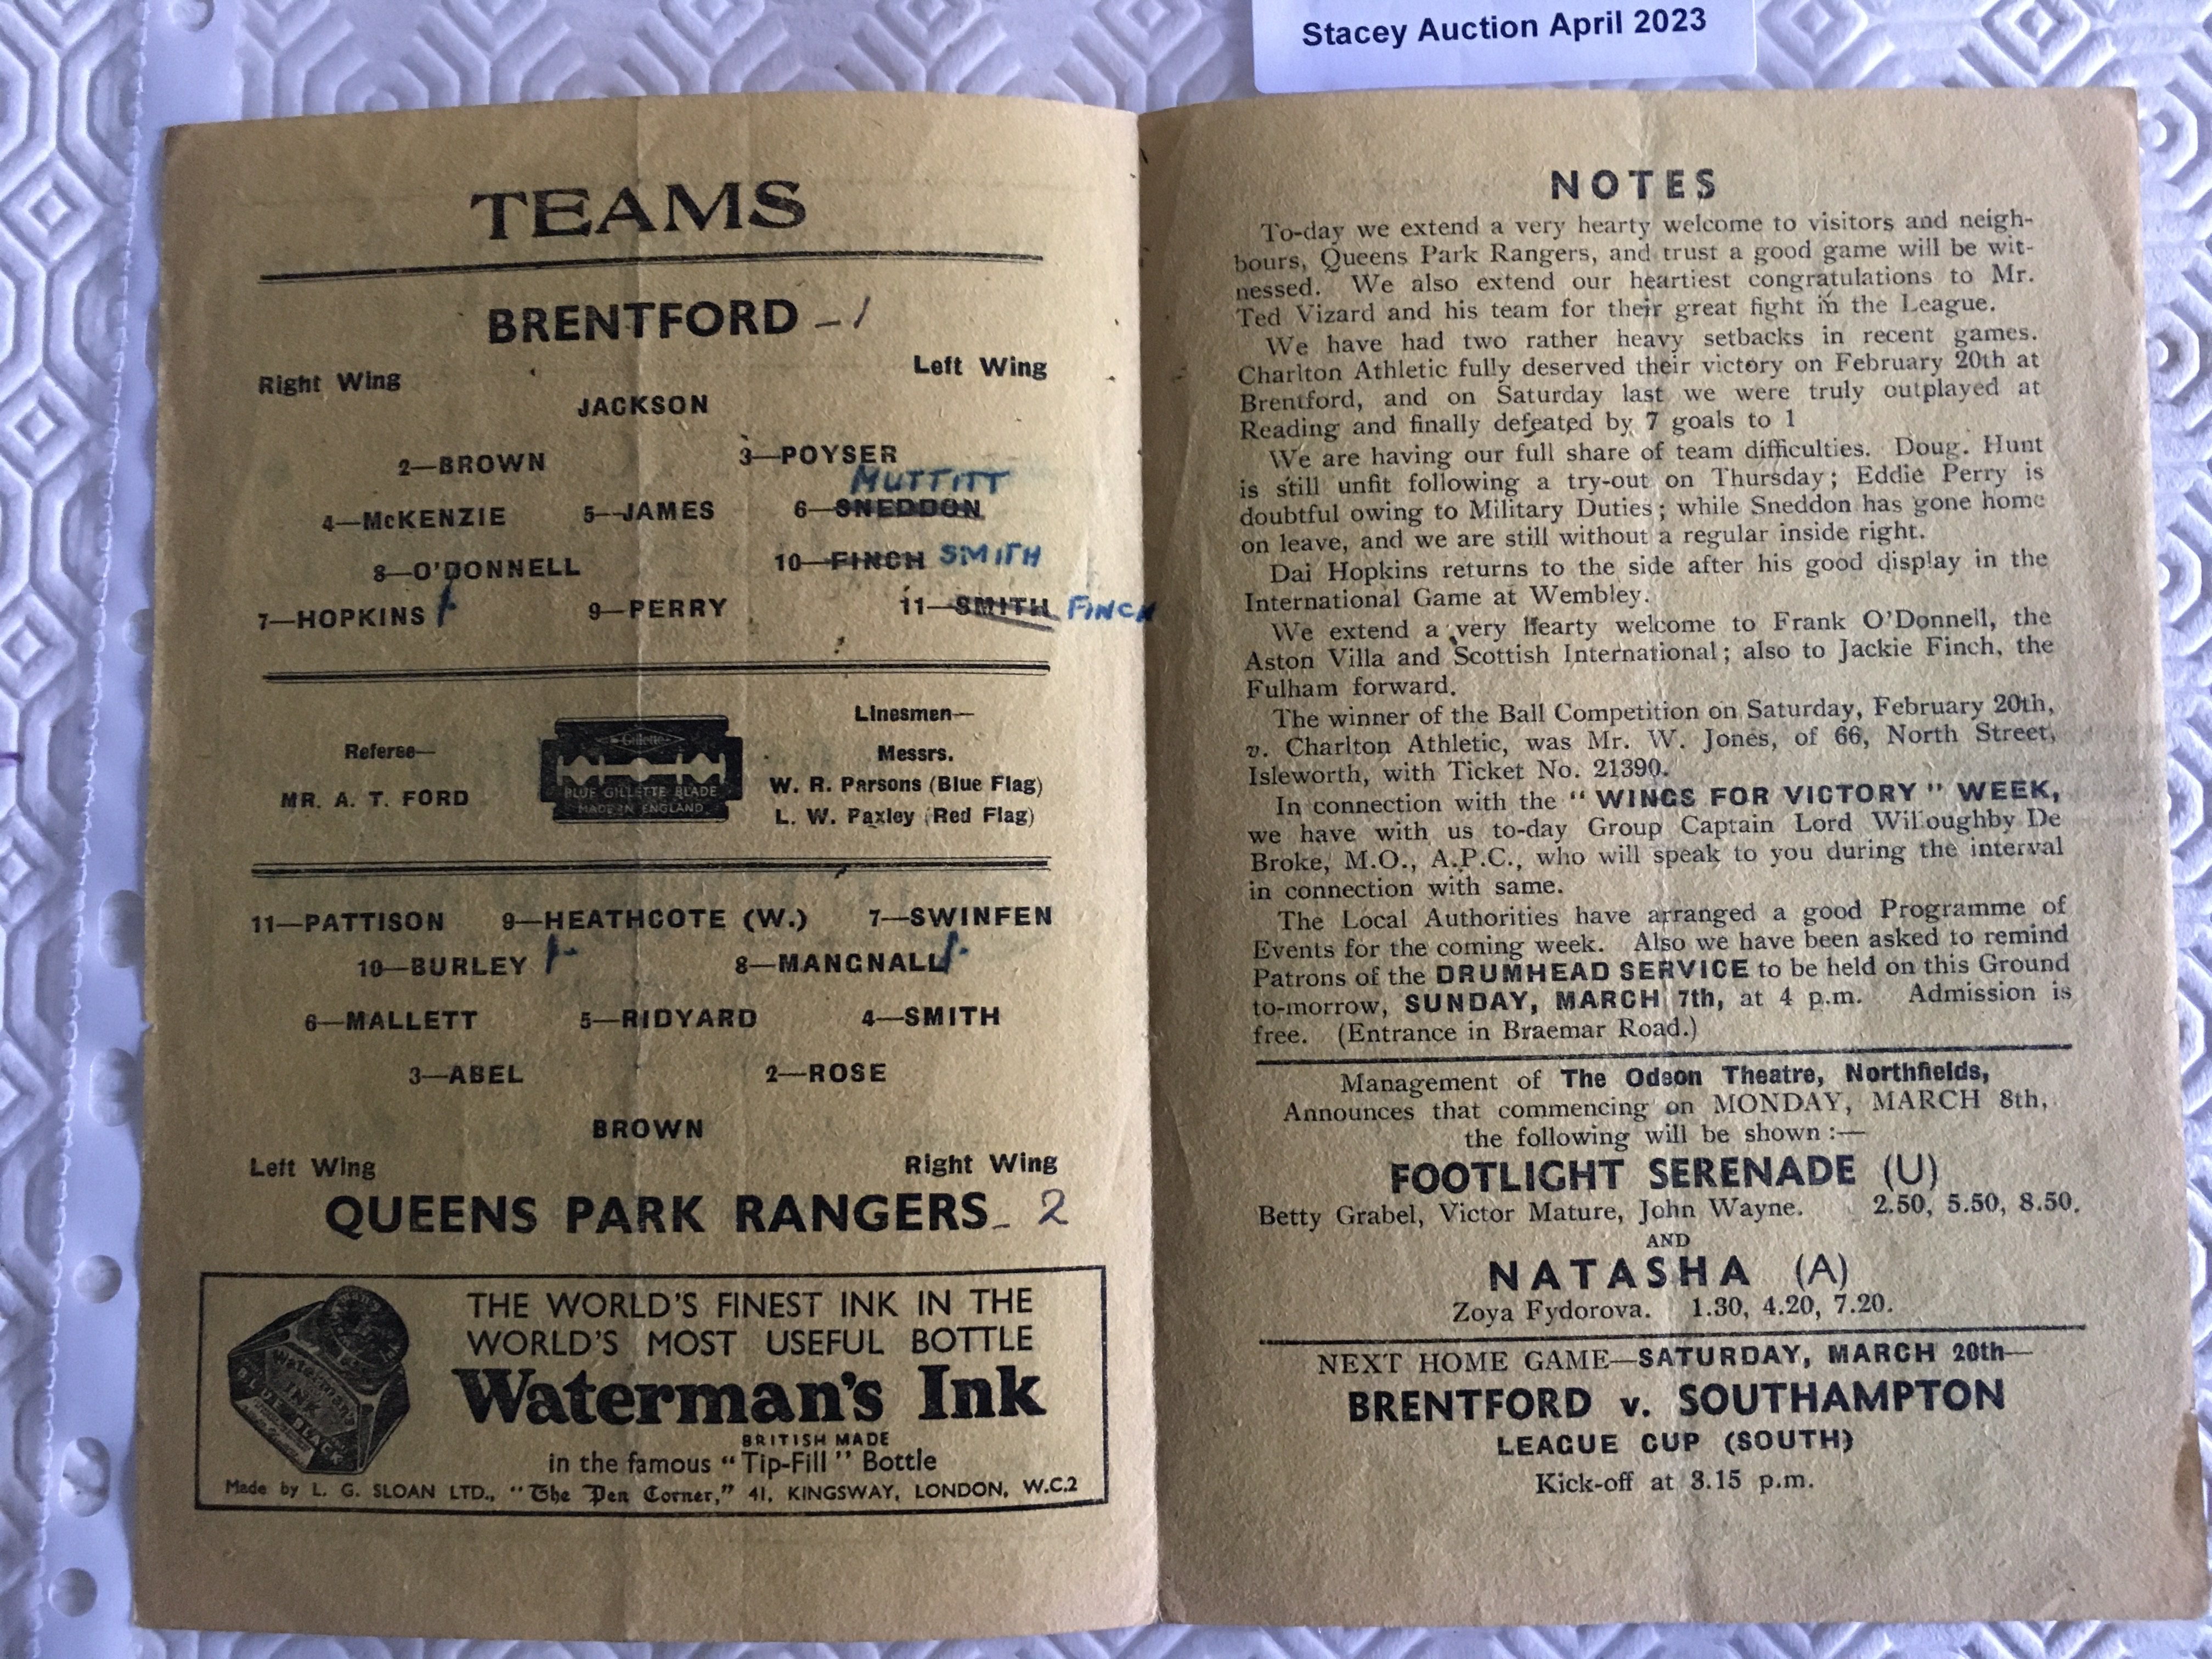 Stacey Auction April 2023
TEAMS
BRENTFORD - 1
Right Wing Left Wing
JACKSON
2—BROWN 3—POYSER
MUTTITT
4—McKENZIE 5—JAMES 6—SNEDDON
8—O'DONNELL 10—FINCH SMITH
7—HOPKINS 9—PERRY 11—SMITH FINCH
Linesmen—
Referee— Messrs.
MR. A. T. FORD W. R. Parsons (Blue Flag)
L. W. Paxley (Red Flag)
Gillette
BLUE GILLETTE BLADE
MADE IN ENGLAND
11—PATTISON 9—HEATHCOTE (W.) 7—SWINFEN
10—BURLEY 8—MANGNALL
6—MALLETT 5—RIDYARD 4—SMITH
3—ABEL 2—ROSE
BROWN
Left Wing Right Wing
QUEENS PARK RANGERS - 2
THE WORLD'S FINEST INK IN THE
WORLD'S MOST USEFUL BOTTLE
Waterman's Ink
BRITISH MADE
in the famous "Tip-Fill" Bottle
Made by L. G. SLOAN LTD., "The Pen Corner," 41, KINGSWAY, LONDON, W.C.2
Waterman's
INK
BLUE BLACK
NOTES
To-day we extend a very hearty welcome to visitors and neigh-
bours, Queens Park Rangers, and trust a good game will be wit-
nessed. We also extend our heartiest congratulations to Mr.
Ted Vizard and his team for their great fight in the League.
We have had two rather heavy setbacks in recent games.
Charlton Athletic fully deserved their victory on February 20th at
Brentford, and on Saturday last we were truly outplayed at
Reading and finally defeated by 7 goals to 1
We are having our full share of team difficulties. Doug. Hunt
is still unfit following a try-out on Thursday; Eddie Perry is
doubtful owing to Military Duties; while Sneddon has gone home
on leave, and we are still without a regular inside right.
Dai Hopkins returns to the side after his good display in the
International Game at Wembley.
We extend a very hearty welcome to Frank O'Donnell, the
Aston Villa and Scottish International; also to Jackie Finch, the
Fulham forward.
The winner of the Ball Competition on Saturday, February 20th,
v. Charlton Athletic, was Mr. W. Jones, of 66, North Street,
Isleworth, with Ticket No. 21390.
In connection with the "WINGS FOR VICTORY" WEEK,
we have with us to-day Group Captain Lord Willoughby De
Broke, M.O., A.P.C., who will speak to you during the interval
in connection with same.
The Local Authorities have arranged a good Programme of
Events for the coming week. Also we have been asked to remind
Patrons of the DRUMHEAD SERVICE to be held on this Ground
to-morrow, SUNDAY, MARCH 7th, at 4 p.m. Admission is
free. (Entrance in Braemar Road.)
Management of The Odeon Theatre, Northfields,
Announces that commencing on MONDAY, MARCH 8th,
the following will be shown:—
FOOTLIGHT SERENADE (U)
Betty Grabel, Victor Mature, John Wayne. 2.50, 5.50, 8.50.
AND
NATASHA (A)
Zoya Fydorova. 1.30, 4.20, 7.20.
NEXT HOME GAME—SATURDAY, MARCH 20th—
BRENTFORD v. SOUTHAMPTON
LEAGUE CUP (SOUTH)
Kick-off at 3.15 p.m.